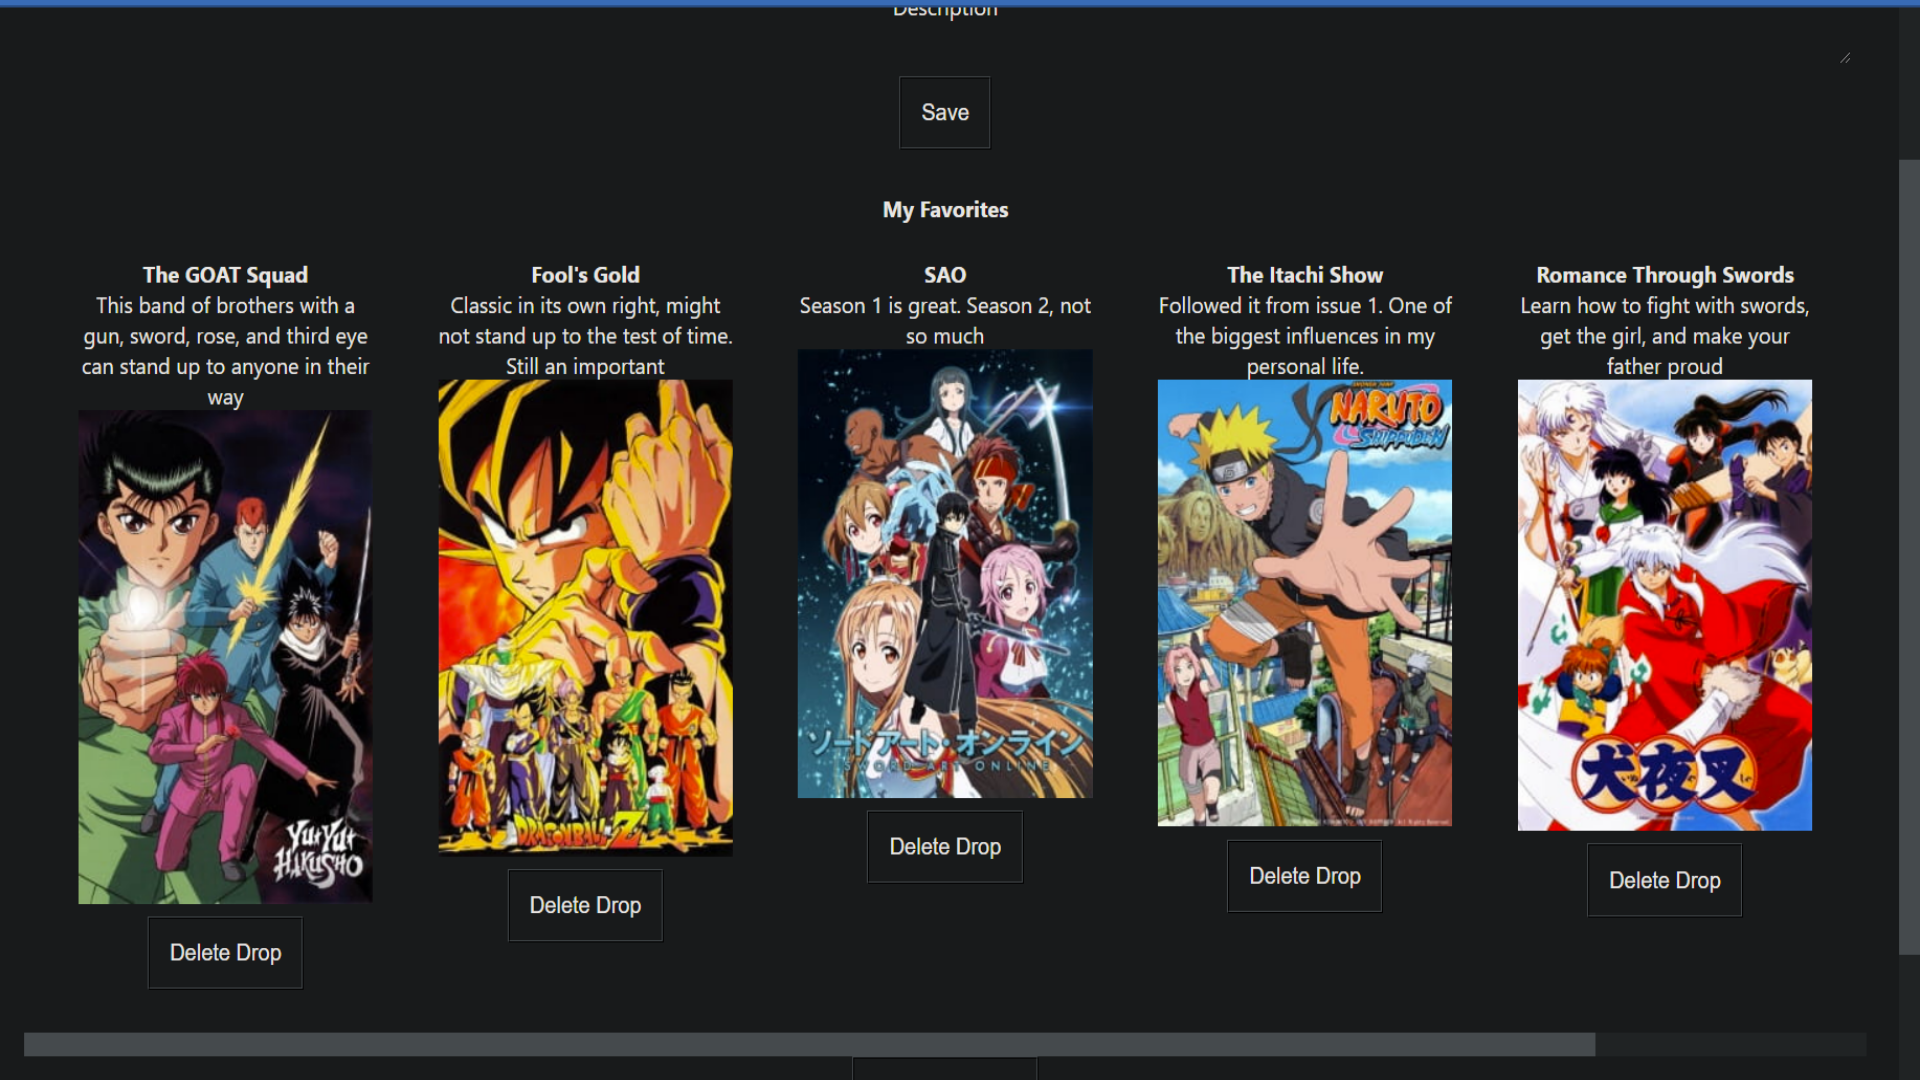 Description
Save
My Favorites
The GOAT Squad
This band of brothers with a
gun, sword, rose, and third eye
can stand up to anyone in their
way
YuYu
HAKUSHO
Delete Drop
Fool's Gold
Classic in its own right, might
not stand up to the test of time.
Still an important
DRAGONBALL Z
Delete Drop
SAO
Season 1 is great. Season 2, not
so much
ソードアート・オンライン
SWORD ART ONLINE
Delete Drop
The Itachi Show
Followed it from issue 1. One of
the biggest influences in my
personal life.
SHONEN JUMP
NARUTO
SHIPPUDEN
Delete Drop
Romance Through Swords
Learn how to fight with swords,
get the girl, and make your
father proud
犬夜叉
Delete Drop